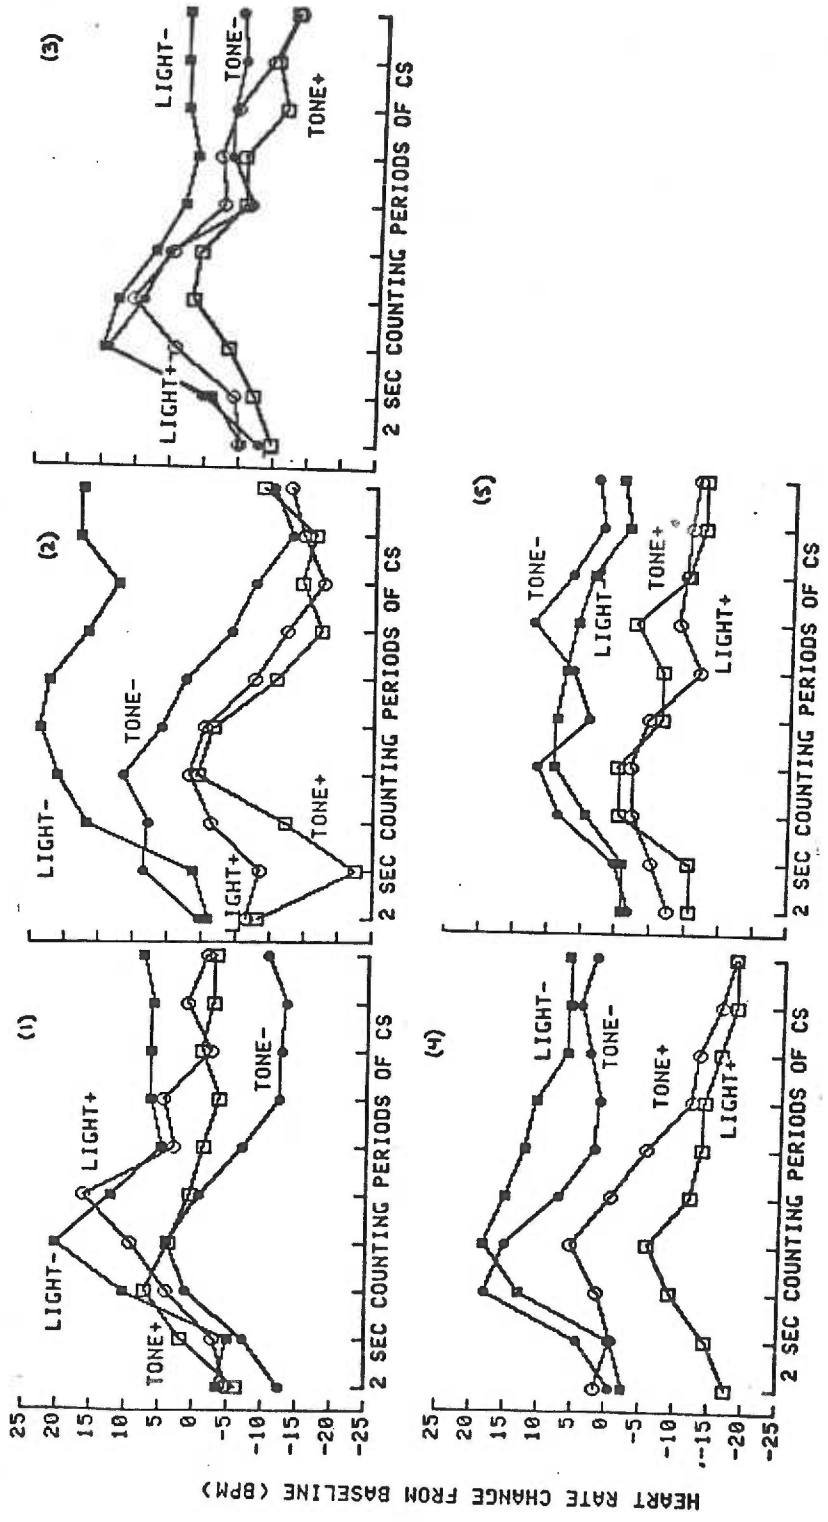 HEART RATE CHANGE FROM BASELINE (BPM)
(1)
25
20
15
10
5
0
-5
-10
-15
-20
-25
LIGHT-
LIGHT+
TONE+
TONE-
2 SEC COUNTING PERIODS OF CS
(2)
LIGHT-
TONE-
LIGHT+
TONE+
2 SEC COUNTING PERIODS OF CS
(3)
LIGHT-
LIGHT+
TONE-
TONE+
2 SEC COUNTING PERIODS OF CS
(4)
25
20
15
10
5
0
-5
-10
-15
-20
-25
LIGHT-
TONE-
TONE+
LIGHT+
2 SEC COUNTING PERIODS OF CS
(5)
TONE-
LIGHT-
TONE+
LIGHT+
2 SEC COUNTING PERIODS OF CS